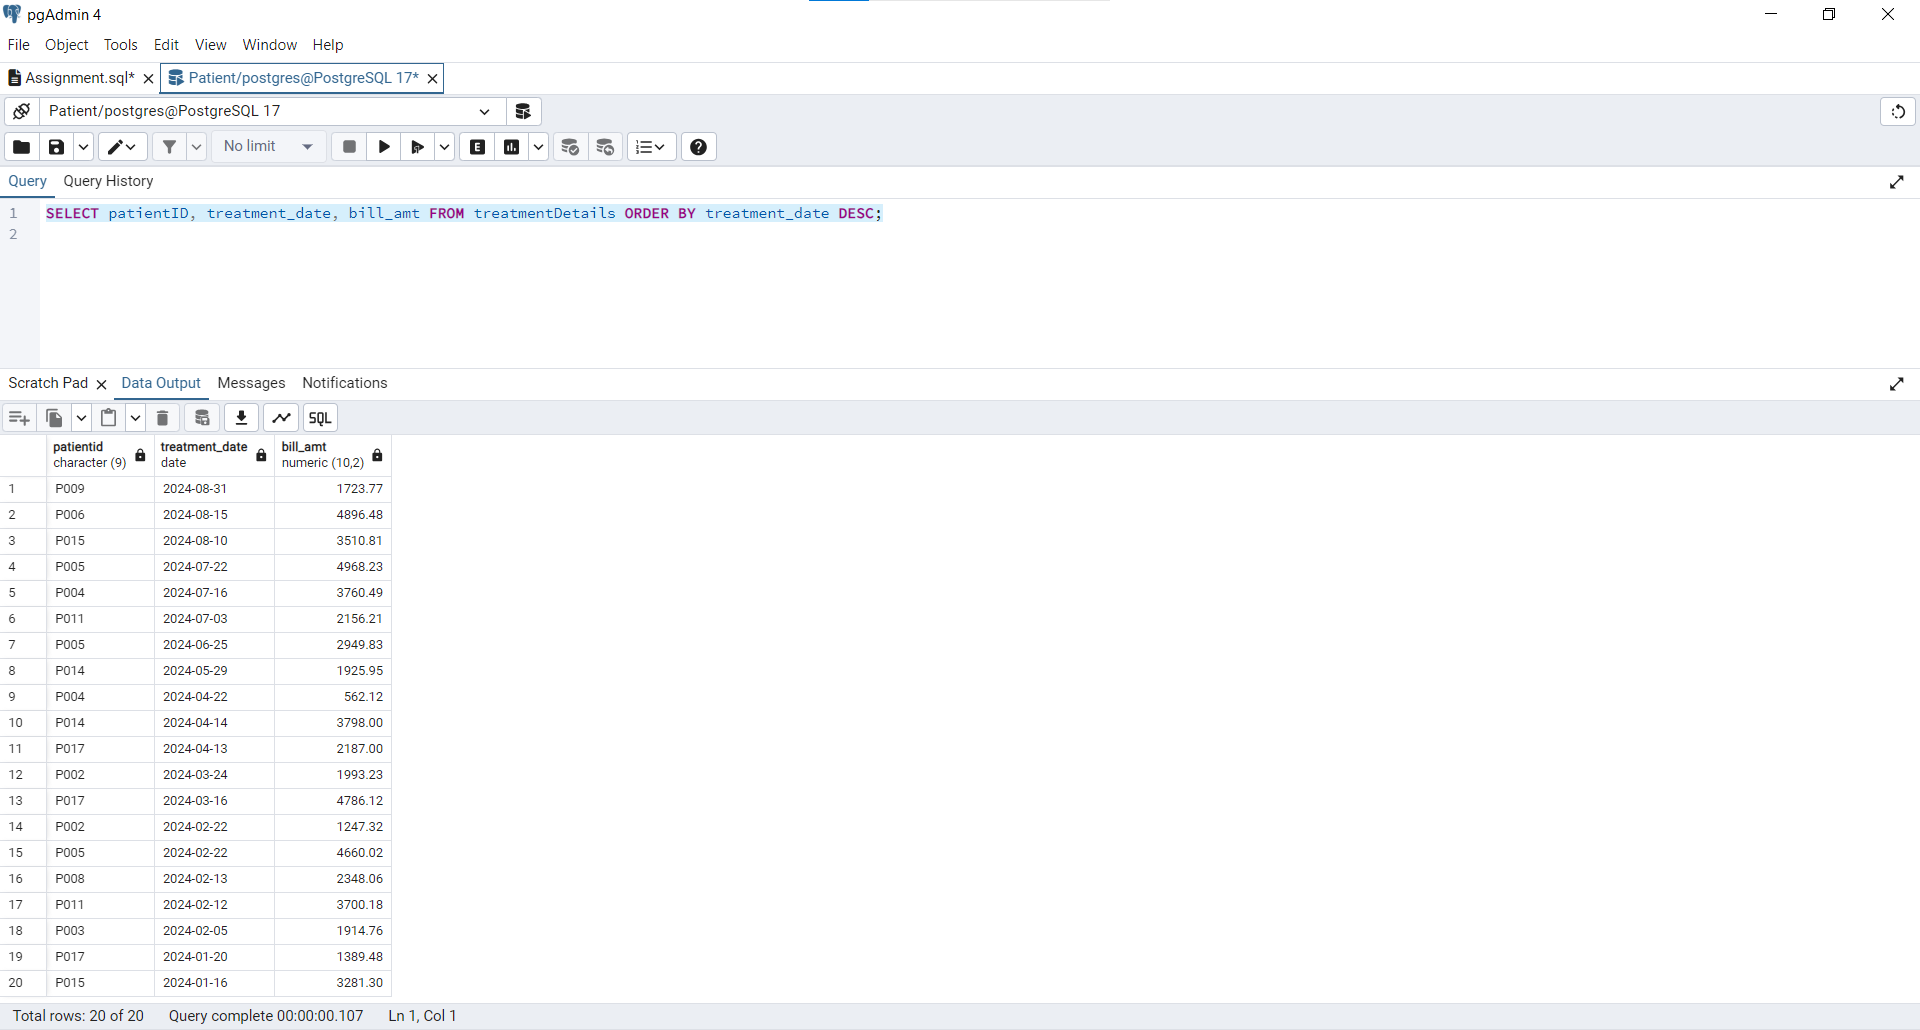 pgAdmin 4
File Object Tools Edit View Window Help
Assignment.sql* Patient/postgres@PostgreSQL 17*
Patient/postgres@PostgreSQL 17
No limit E
Query Query History
1 SELECT patientID, treatment_date, bill_amt FROM treatmentDetails ORDER BY treatment_date DESC;
2
Scratch Pad Data Output Messages Notifications
SQL
patientid treatment_date bill_amt
character (9) date numeric (10,2)
1 P009 2024-08-31 1723.77
2 P006 2024-08-15 4896.48
3 P015 2024-08-10 3510.81
4 P005 2024-07-22 4968.23
5 P004 2024-07-16 3760.49
6 P011 2024-07-03 2156.21
7 P005 2024-06-25 2949.83
8 P014 2024-05-29 1925.95
9 P004 2024-04-22 562.12
10 P014 2024-04-14 3798.00
11 P017 2024-04-13 2187.00
12 P002 2024-03-24 1993.23
13 P017 2024-03-16 4786.12
14 P002 2024-02-22 1247.32
15 P005 2024-02-22 4660.02
16 P008 2024-02-13 2348.06
17 P011 2024-02-12 3700.18
18 P003 2024-02-05 1914.76
19 P017 2024-01-20 1389.48
20 P015 2024-01-16 3281.30
Total rows: 20 of 20 Query complete 00:00:00.107 Ln 1, Col 1